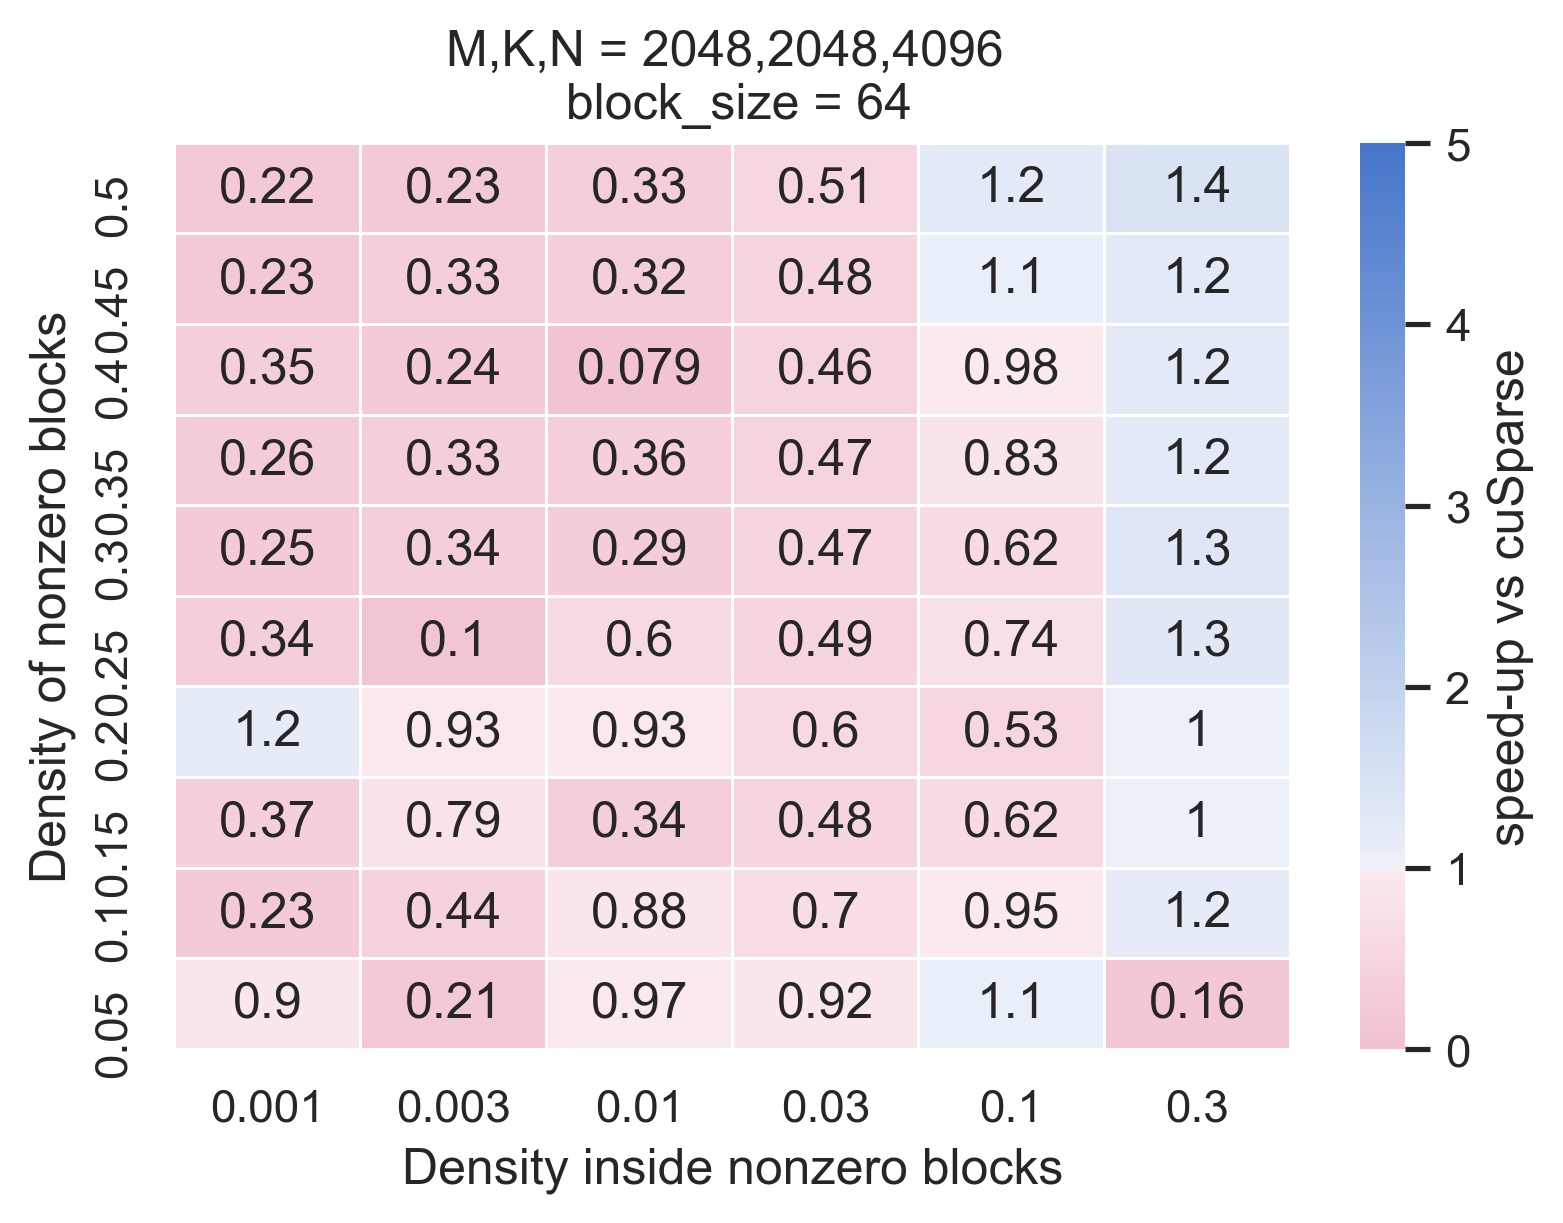 M,K,N = 2048,2048,4096
block_size = 64
Density of nonzero blocks
0.5 0.22 0.23 0.33 0.51 1.2 1.4
0.45 0.23 0.33 0.32 0.48 1.1 1.2
0.4 0.35 0.24 0.079 0.46 0.98 1.2
0.35 0.26 0.33 0.36 0.47 0.83 1.2
0.3 0.25 0.34 0.29 0.47 0.62 1.3
0.25 0.34 0.1 0.6 0.49 0.74 1.3
0.2 1.2 0.93 0.93 0.6 0.53 1
0.15 0.37 0.79 0.34 0.48 0.62 1
0.1 0.23 0.44 0.88 0.7 0.95 1.2
0.05 0.9 0.21 0.97 0.92 1.1 0.16
0.001 0.003 0.01 0.03 0.1 0.3
Density inside nonzero blocks
5
4
3
2
1
0
speed-up vs cuSparse